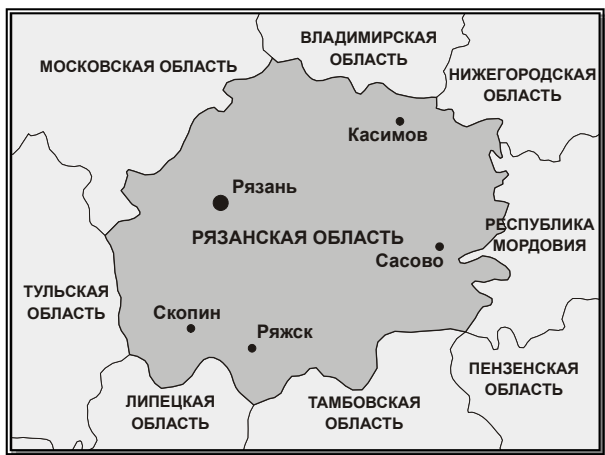 ВЛАДИМИРСКАЯ
ОБЛАСТЬ
МОСКОВСКАЯ ОБЛАСТЬ
НИЖЕГОРОДСКАЯ
ОБЛАСТЬ
Касимов
Рязань
РЕСПУБЛИКА
МОРДОВИЯ
РЯЗАНСКАЯ ОБЛАСТЬ
Сасово
ТУЛЬСКАЯ
ОБЛАСТЬ
Скопин
Ряжск
ПЕНЗЕНСКАЯ
ОБЛАСТЬ
ЛИПЕЦКАЯ
ОБЛАСТЬ
ТАМБОВСКАЯ
ОБЛАСТЬ